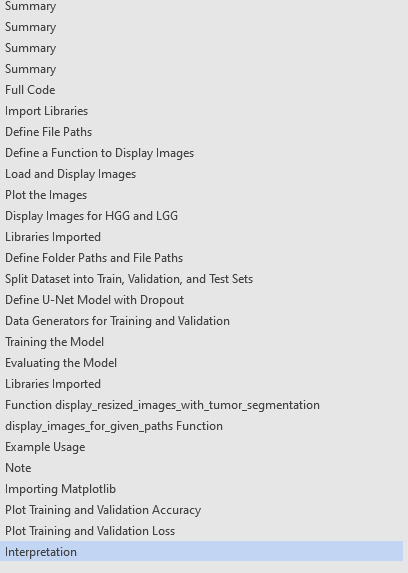 Summary
Summary
Summary
Summary
Full Code
Import Libraries
Define File Paths
Define a Function to Display Images
Load and Display Images
Plot the Images
Display Images for HGG and LGG
Libraries Imported
Define Folder Paths and File Paths
Split Dataset into Train, Validation, and Test Sets
Define U-Net Model with Dropout
Data Generators for Training and Validation
Training the Model
Evaluating the Model
Libraries Imported
Function display_resized_images_with_tumor_segmentation
display_images_for_given_paths Function
Example Usage
Note
Importing Matplotlib
Plot Training and Validation Accuracy
Plot Training and Validation Loss
Interpretation